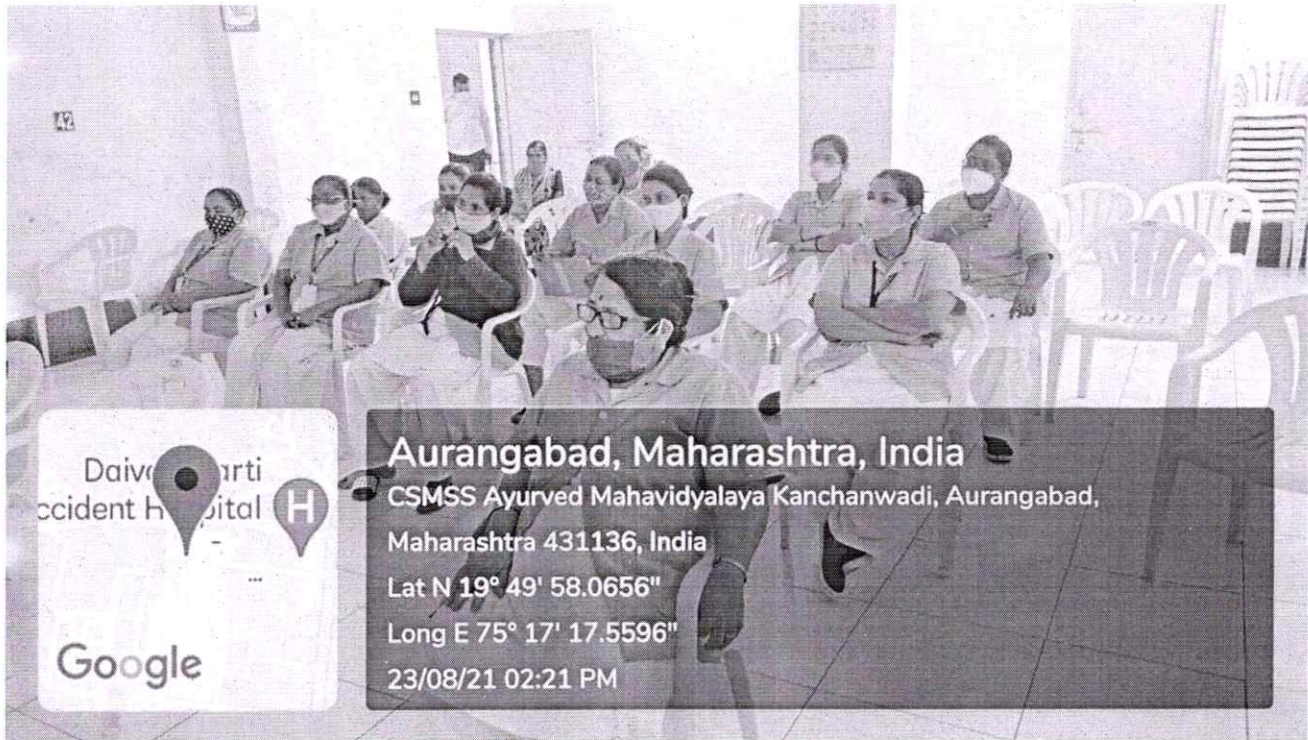 42
Daiv arti
ccident H pital
H
Google
Aurangabad, Maharashtra, India
CSMSS Ayurved Mahavidyalaya Kanchanwadi, Aurangabad,
Maharashtra 431136, India
Lat N 19° 49' 58.0656"
Long E 75° 17' 17.5596"
23/08/21 02:21 PM